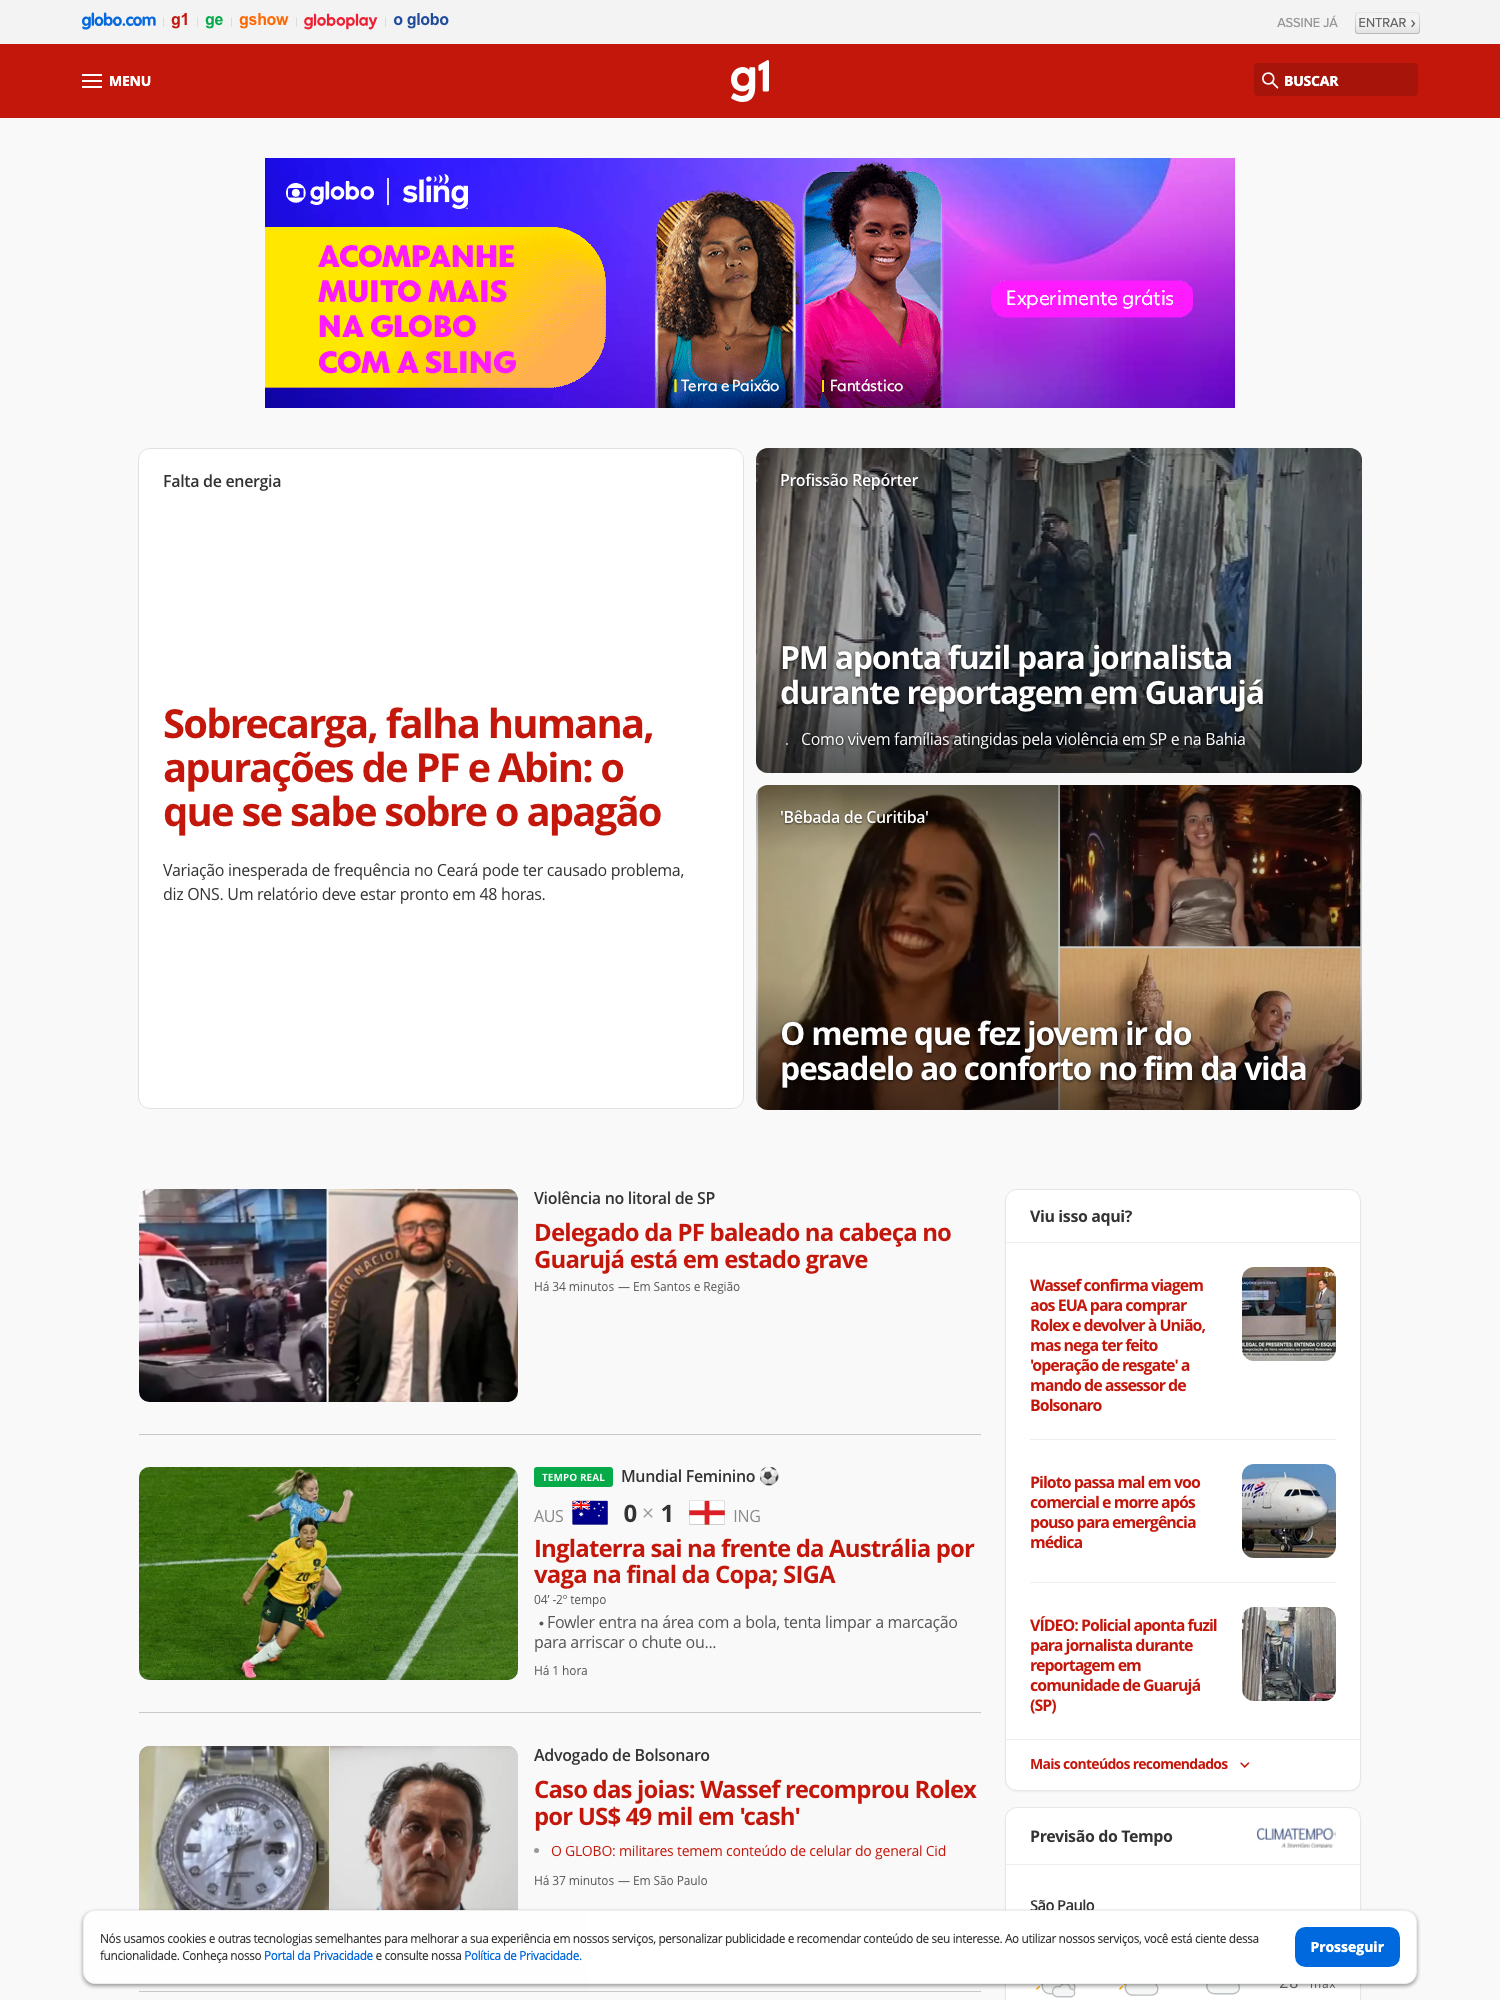 globo.com g1 ge gshow globoplay o globo
ASSINE JÁ ENTRAR ›
MENU
g1
BUSCAR
globo | sling
ACOMPANHE
MUITO MAIS
NA GLOBO
COM A SLING
Terra e Paixão
Fantástico
Experimente grátis
Falta de energia
Sobrecarga, falha humana,
apurações de PF e Abin: o
que se sabe sobre o apagão
Variação inesperada de frequência no Ceará pode ter causado problema,
diz ONS. Um relatório deve estar pronto em 48 horas.
Profissão Repórter
PM aponta fuzil para jornalista
durante reportagem em Guarujá
. Como vivem famílias atingidas pela violência em SP e na Bahia
'Bêbada de Curitiba'
O meme que fez jovem ir do
pesadelo ao conforto no fim da vida
Violência no litoral de SP
Delegado da PF baleado na cabeça no
Guarujá está em estado grave
Há 34 minutos — Em Santos e Região
TEMPO REAL Mundial Feminino ⚽
AUS 0 × 1 ING
Inglaterra sai na frente da Austrália por
vaga na final da Copa; SIGA
04' -2º tempo
• Fowler entra na área com a bola, tenta limpar a marcação
para arriscar o chute ou...
Há 1 hora
20
20
Advogado de Bolsonaro
Caso das joias: Wassef recomprou Rolex
por US$ 49 mil em 'cash'
• O GLOBO: militares temem conteúdo de celular do general Cid
Há 37 minutos — Em São Paulo
Viu isso aqui?
Wassef confirma viagem
aos EUA para comprar
Rolex e devolver à União,
mas nega ter feito
'operação de resgate' a
mando de assessor de
Bolsonaro
Piloto passa mal em voo
comercial e morre após
pouso para emergência
médica
VÍDEO: Policial aponta fuzil
para jornalista durante
reportagem em
comunidade de Guarujá
(SP)
Mais conteúdos recomendados
Previsão do Tempo
CLIMATEMPO
A StormGeo Company
São Paulo
28° máx
Nós usamos cookies e outras tecnologias semelhantes para melhorar a sua experiência em nossos serviços, personalizar publicidade e recomendar conteúdo de seu interesse. Ao utilizar nossos serviços, você está ciente dessa
funcionalidade. Conheça nosso Portal da Privacidade e consulte nossa Política de Privacidade.
Prosseguir